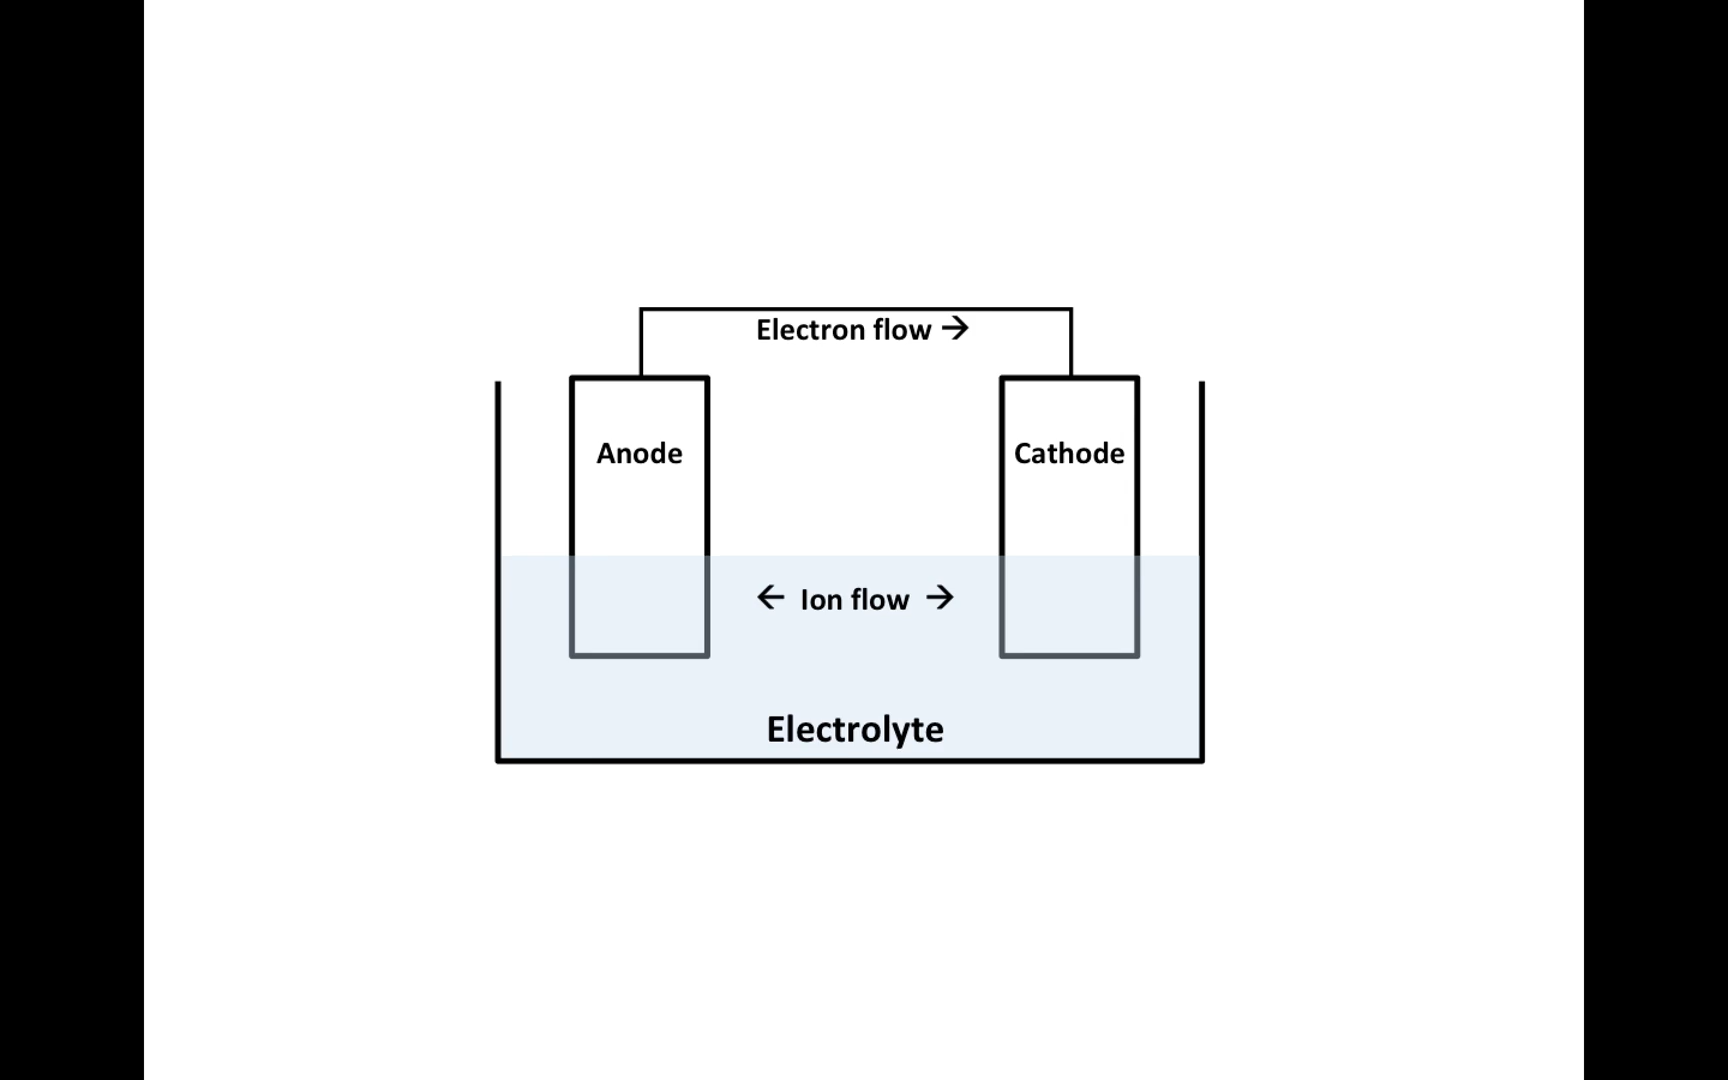 Electron flow →
Anode
Cathode
← Ion flow →
Electrolyte